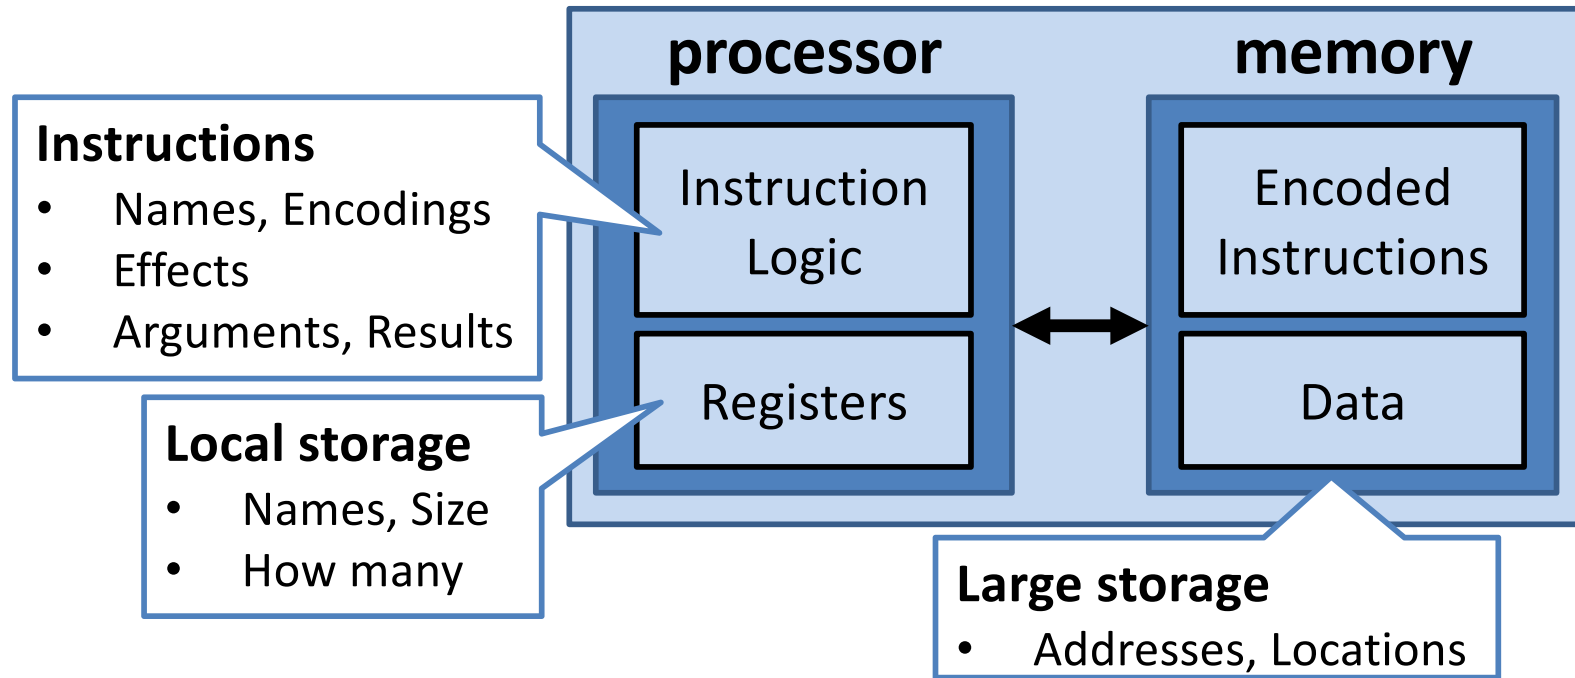 processor
memory
Instructions
• Names, Encodings
• Effects
• Arguments, Results
Instruction
Logic
Registers
Encoded
Instructions
Data
Local storage
• Names, Size
• How many
Large storage
• Addresses, Locations